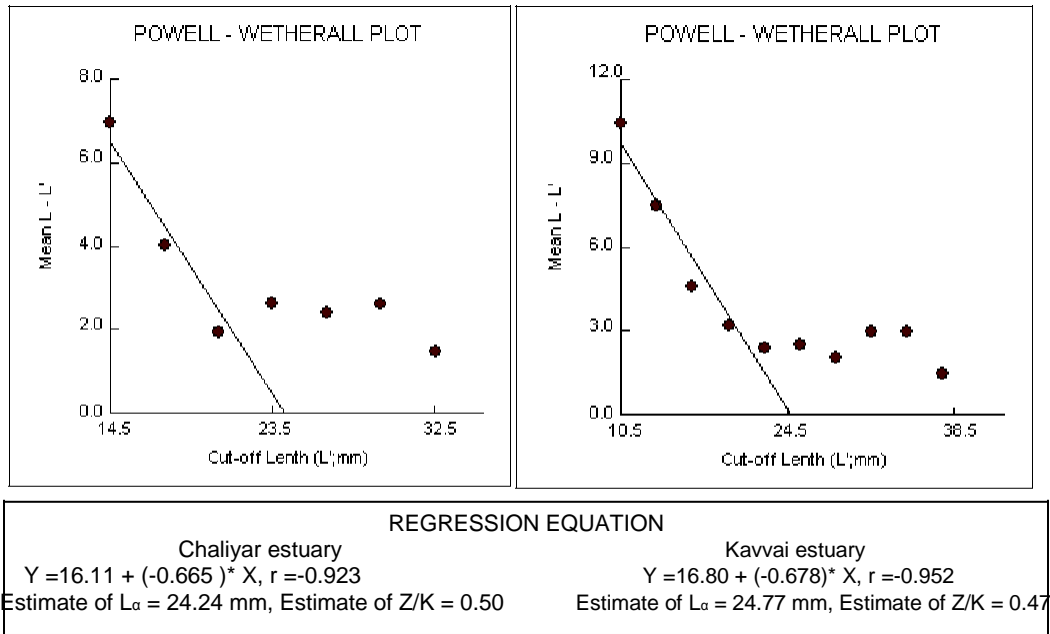 POWELL - WETHERALL PLOT
8.0
6.0
4.0
2.0
0.0
Mean L - L'
14.5
23.5
32.5
Cut-off Lenth (L';mm)
POWELL - WETHERALL PLOT
12.0
9.0
6.0
3.0
0.0
Mean L - L'
10.5
24.5
38.5
Cut-off Lenth (L';mm)
REGRESSION EQUATION
Chaliyar estuary
Y =16.11 + (-0.665 )* X, r =-0.923
Estimate of Lα = 24.24 mm, Estimate of Z/K = 0.50
Kavvai estuary
Y =16.80 + (-0.678)* X, r =-0.952
Estimate of Lα = 24.77 mm, Estimate of Z/K = 0.47